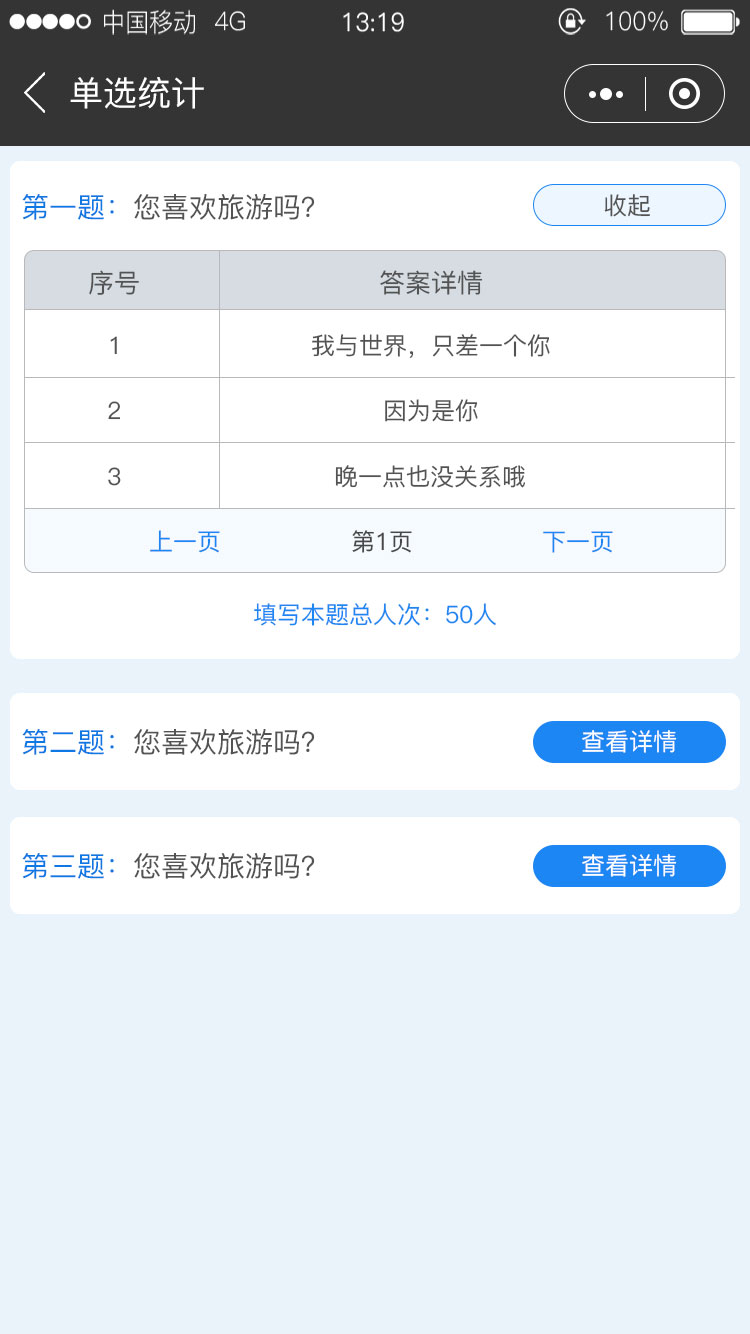 中国移动 4G 13:19 100%
单选统计
第一题：您喜欢旅游吗? 收起
序号 答案详情
1 我与世界，只差一个你
2 因为是你
3 晚一点也没关系哦
上一页 第1页 下一页
填写本题总人次：50人
第二题：您喜欢旅游吗? 查看详情
第三题：您喜欢旅游吗? 查看详情